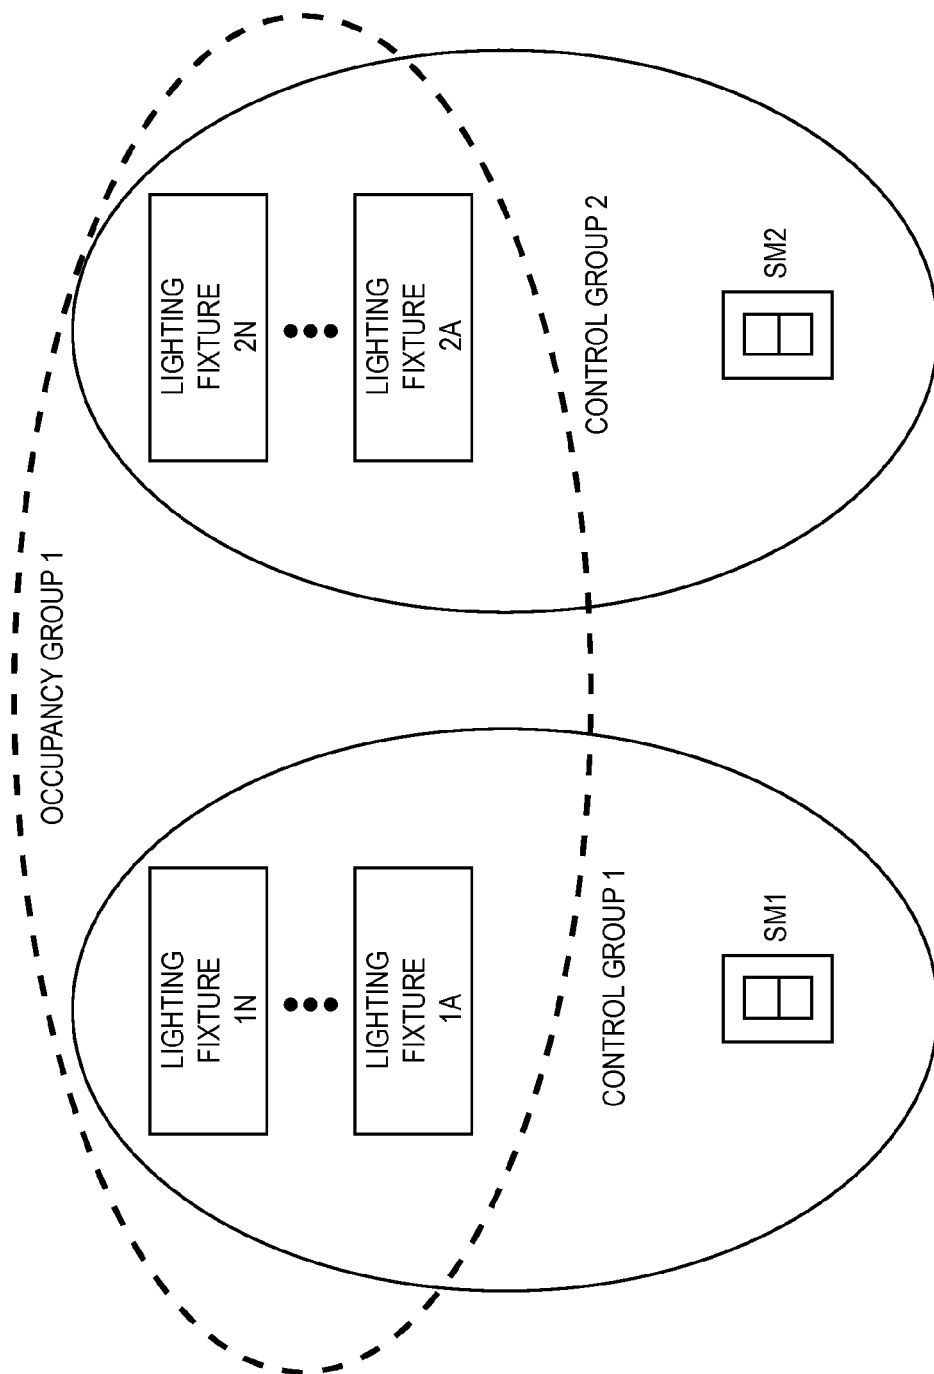 OCCUPANCY GROUP 1
LIGHTING
FIXTURE
1N
LIGHTING
FIXTURE
2N
LIGHTING
FIXTURE
1A
LIGHTING
FIXTURE
2A
CONTROL GROUP 1
CONTROL GROUP 2
SM1
SM2